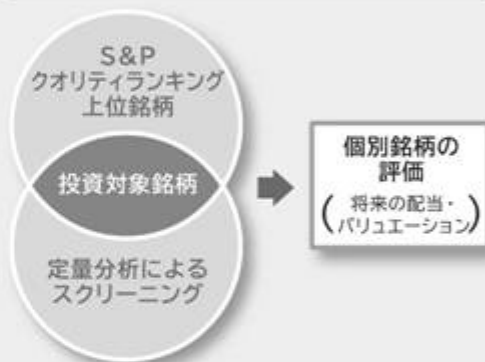 S&P
クオリティランキング
上位銘柄
投資対象銘柄
定量分析による
スクリーニング
個別銘柄の
評価
(将来の配当・
バリュエーション)